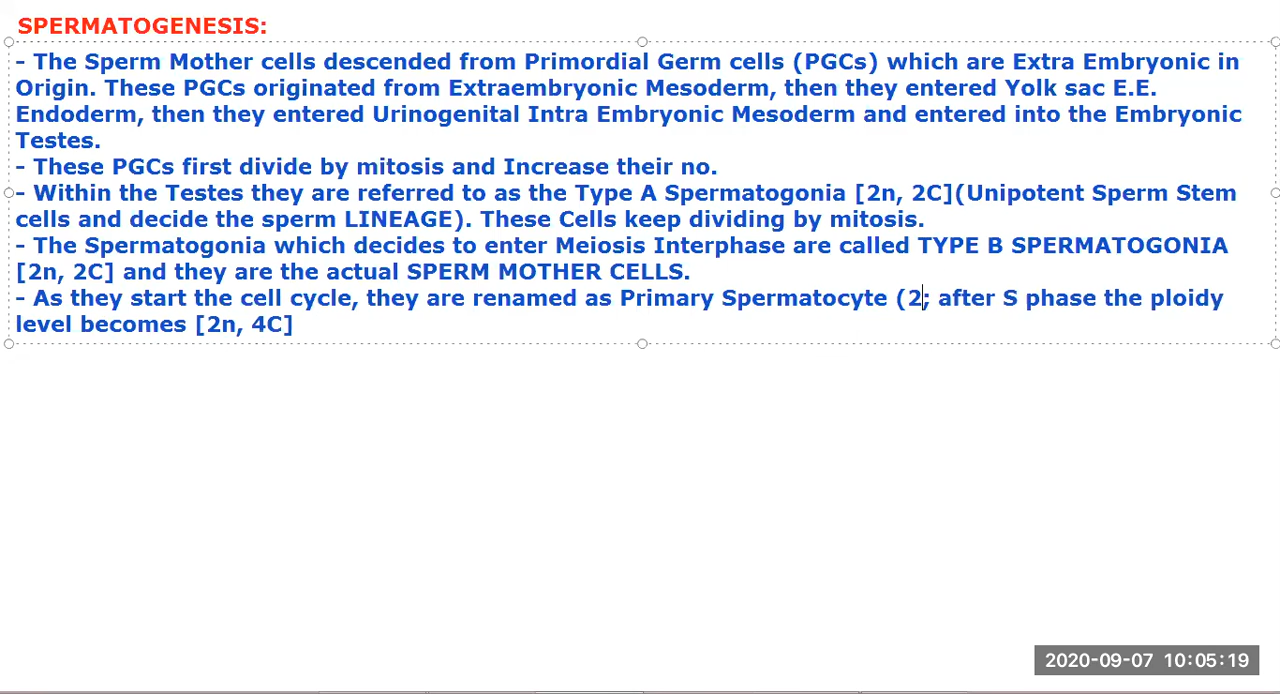 SPERMATOGENESIS:
- The Sperm Mother cells descended from Primordial Germ cells (PGCs) which are Extra Embryonic in
Origin. These PGCs originated from Extraembryonic Mesoderm, then they entered Yolk sac E.E.
Endoderm, then they entered Urinogenital Intra Embryonic Mesoderm and entered into the Embryonic
Testes.
- These PGCs first divide by mitosis and Increase their no.
- Within the Testes they are referred to as the Type A Spermatogonia [2n, 2C](Unipotent Sperm Stem
cells and decide the sperm LINEAGE). These Cells keep dividing by mitosis.
- The Spermatogonia which decides to enter Meiosis Interphase are called TYPE B SPERMATOGONIA
[2n, 2C] and they are the actual SPERM MOTHER CELLS.
- As they start the cell cycle, they are renamed as Primary Spermatocyte (2; after S phase the ploidy
level becomes [2n, 4C]
2020-09-07 10:05:19